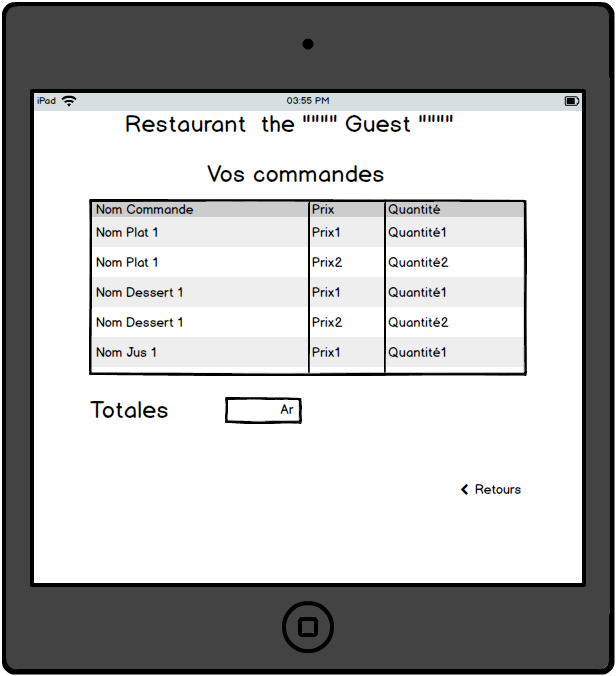 iPad 03:55 PM
Restaurant the """" Guest """"
Vos commandes
Nom Commande Prix Quantité
Nom Plat 1 Prix1 Quantité1
Nom Plat 1 Prix2 Quantité2
Nom Dessert 1 Prix1 Quantité1
Nom Dessert 1 Prix2 Quantité2
Nom Jus 1 Prix1 Quantité1
Totales Ar
Retours